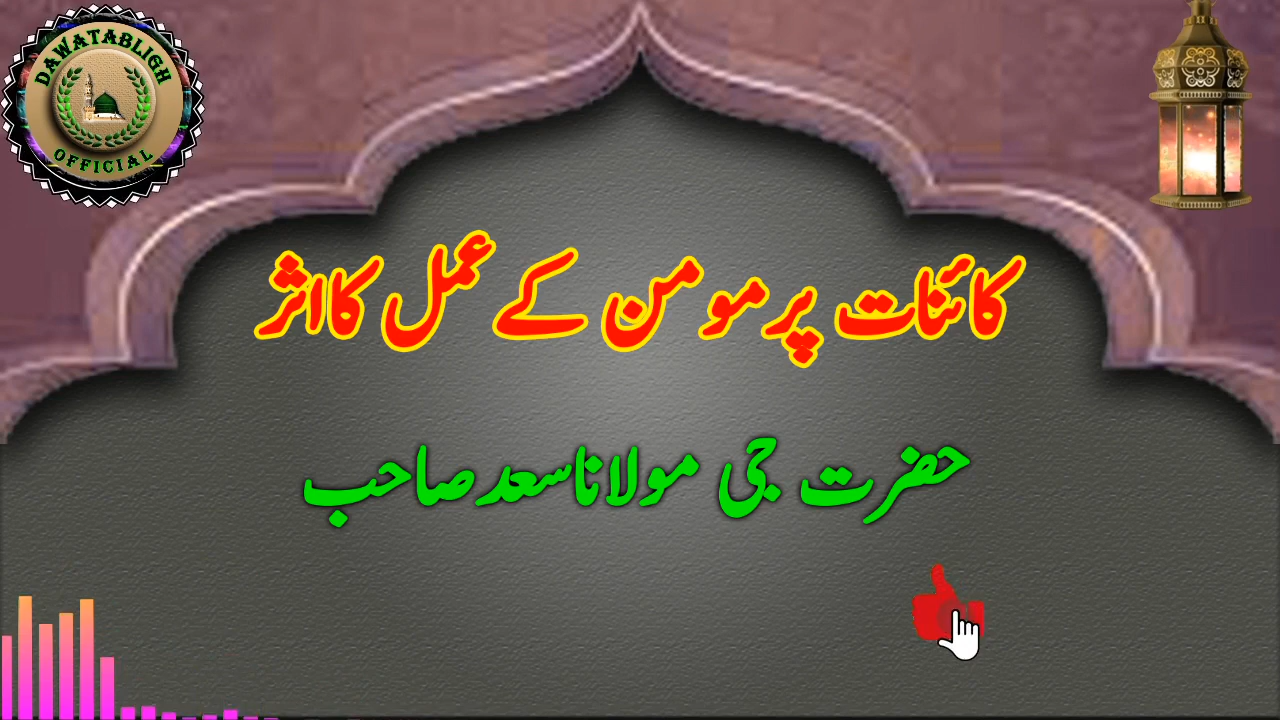 DAWATABLIGH
OFFICIAL
کائنات پر مومن کے عمل کا اثر
حضرت جی مولانا سعد صاحب